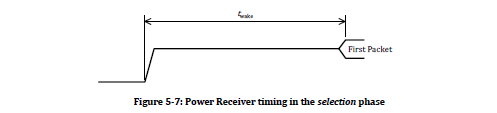 twake
First Packet
Figure 5-7: Power Receiver timing in the selection phase